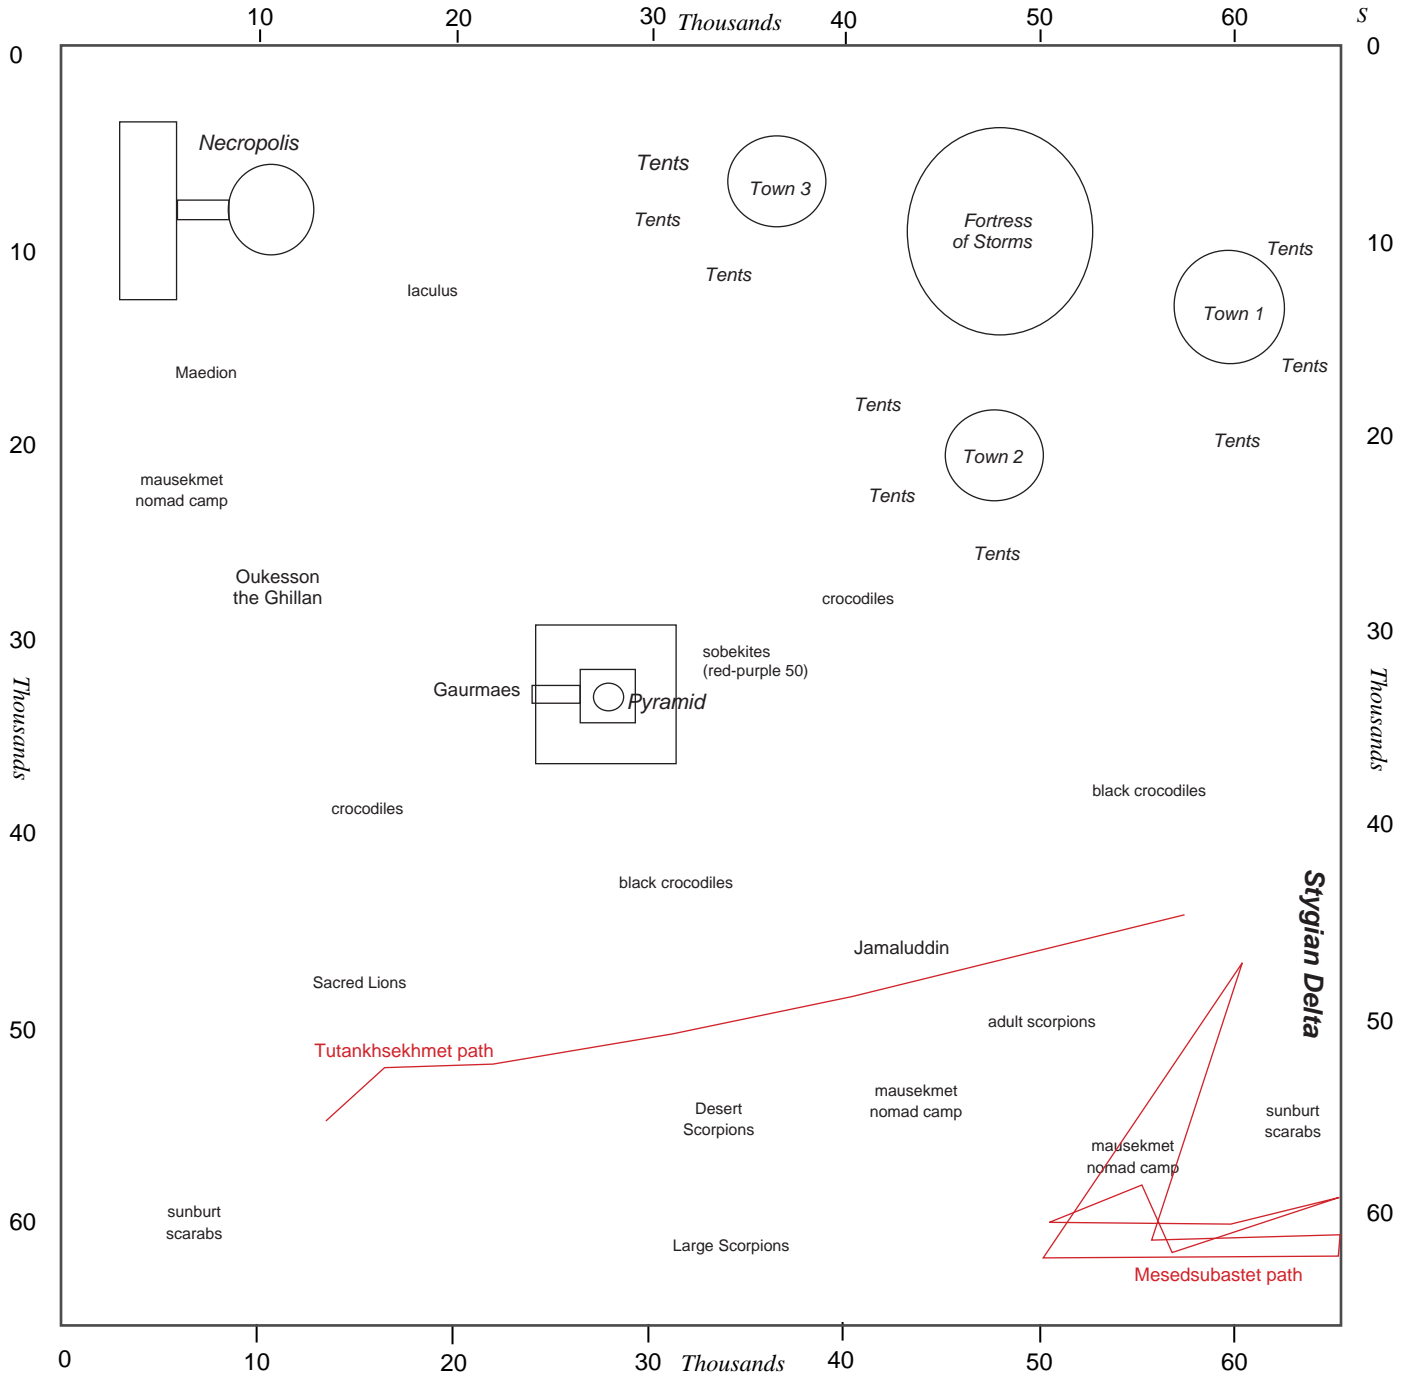 10 20 30 Thousands 40 50 60 S
0 0
Necropolis
Tents
Town 3
Tents
Fortress
of Storms
10 10
Tents
Tents
Iaculus
Town 1
Maedion
Tents
Tents
20 20
Tents
Town 2
mausekmet
nomad camp
Tents
Tents
Oukesson
the Ghillan
crocodiles
30 30
sobekites
(red-purple 50)
Gaurmaes
Pyramid
Thousands
Thousands
black crocodiles
crocodiles
40 40
black crocodiles
Stygian Delta
Jamaluddin
Sacred Lions
50 50
adult scorpions
Tutankhsekhmet path
mausekmet
nomad camp
Desert
Scorpions
sunburt
scarabs
mausekmet
nomad camp
60 60
sunburt
scarabs
Large Scorpions
Mesedsubastet path
0 10 20 30 Thousands 40 50 60